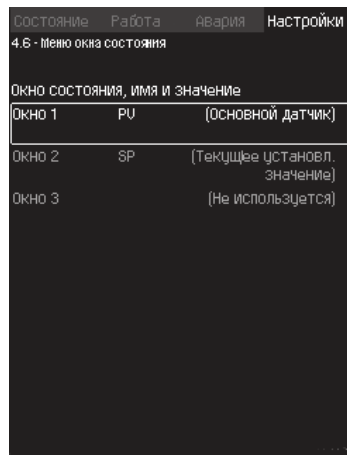 Состояние Работа Авария Настройки
4.6 - Меню окна состояния
Окно состояния, имя и значение
Окно 1 PV (Основной датчик)
Окно 2 SP (Текущее установл.
значение)
Окно 3 (Не используется)